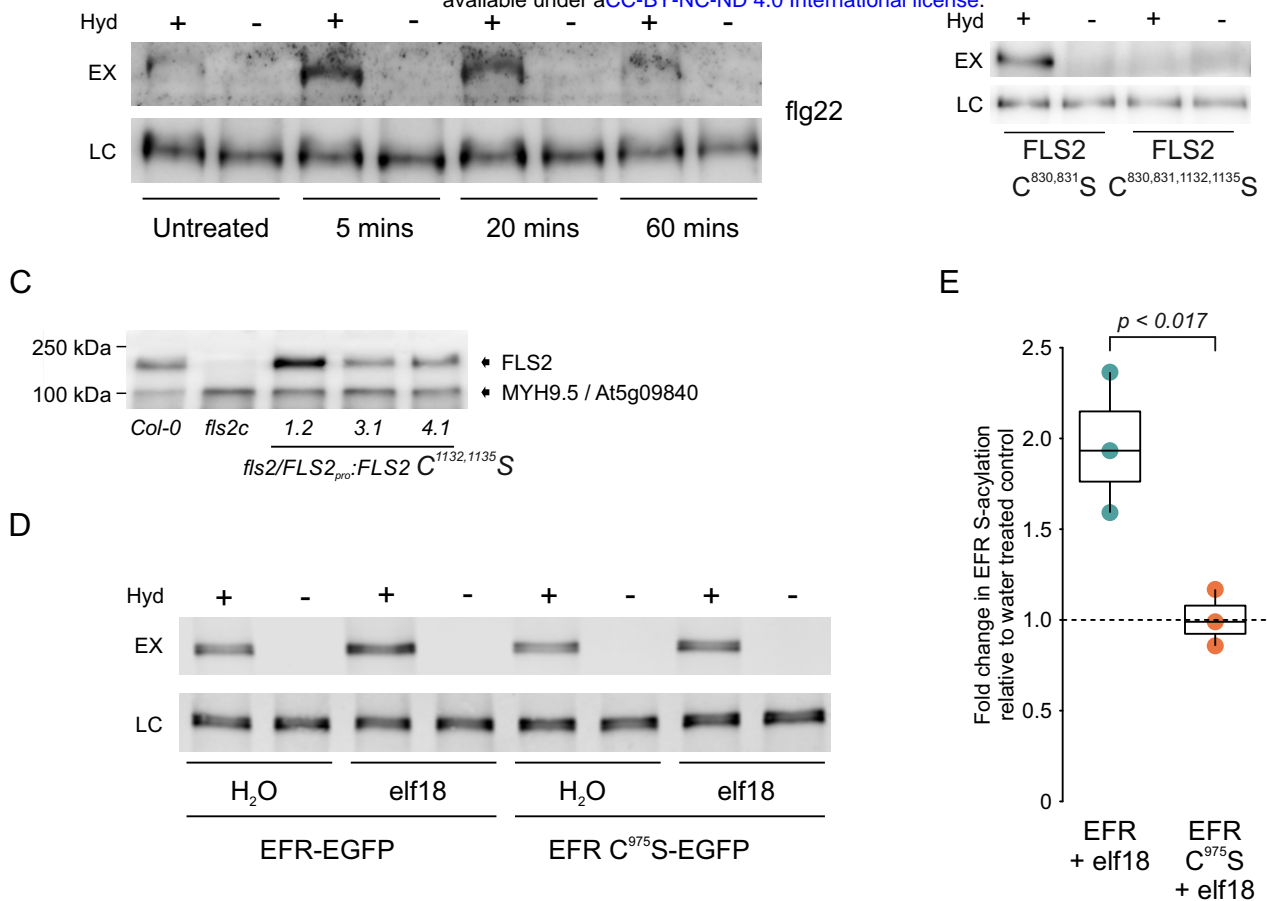 available under aCC-BY-NC-ND 4.0 International license.
Hyd + - + - + - + -
EX
LC
flg22
Untreated 5 mins 20 mins 60 mins
Hyd + - + -
EX
LC
FLS2 FLS2
C830,831S C830,831,1132,1135S
C
250 kDa
100 kDa
FLS2
MYH9.5 / At5g09840
Col-0 fls2c 1.2 3.1 4.1
fls2/FLS2pro:FLS2 C1132,1135S
D
Hyd + - + - + - + -
EX
LC
H2O elf18 H2O elf18
EFR-EGFP EFR C975S-EGFP
E
p < 0.017
Fold change in EFR S-acylation
relative to water treated control
2.5
2.0
1.5
1.0
0.5
0
EFR
+ elf18
EFR
C975S
+ elf18